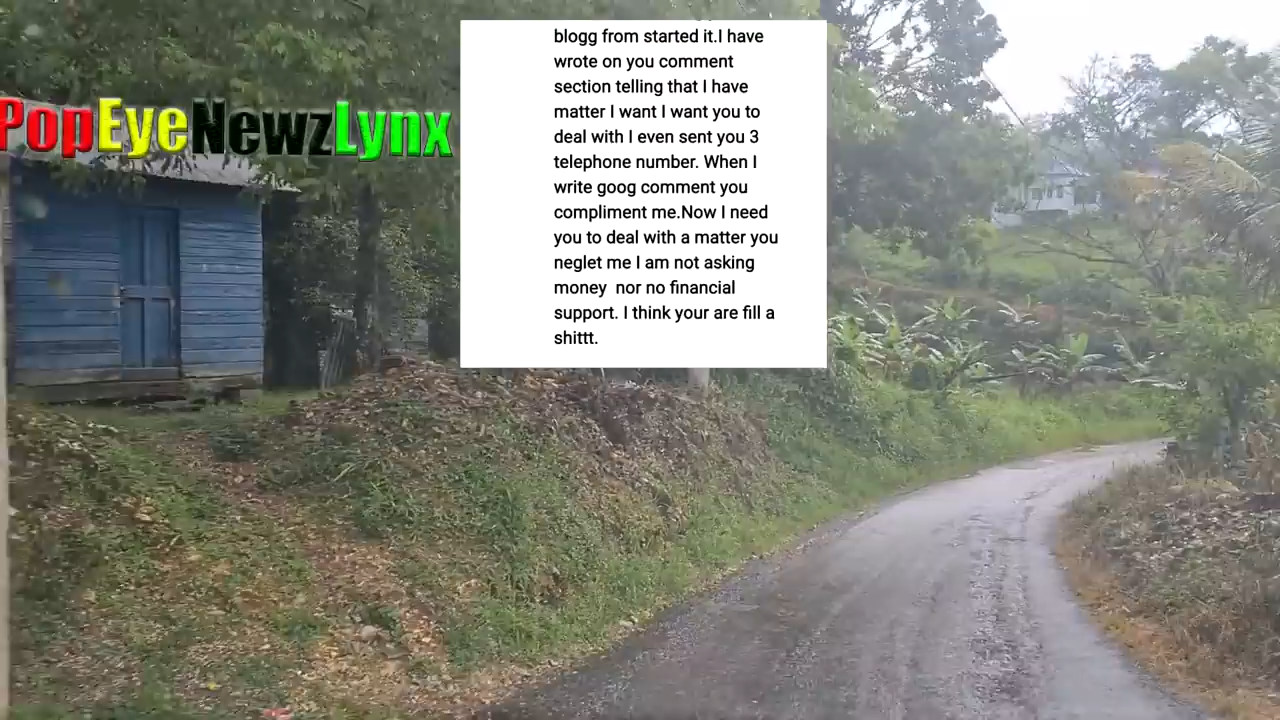 PopEyeNewzLynx
blogg from started it.I have
wrote on you comment
section telling that I have
matter I want I want you to
deal with I even sent you 3
telephone number. When I
write goog comment you
compliment me.Now I need
you to deal with a matter you
neglet me I am not asking
money  nor no financial
support. I think your are fill a
shittt.